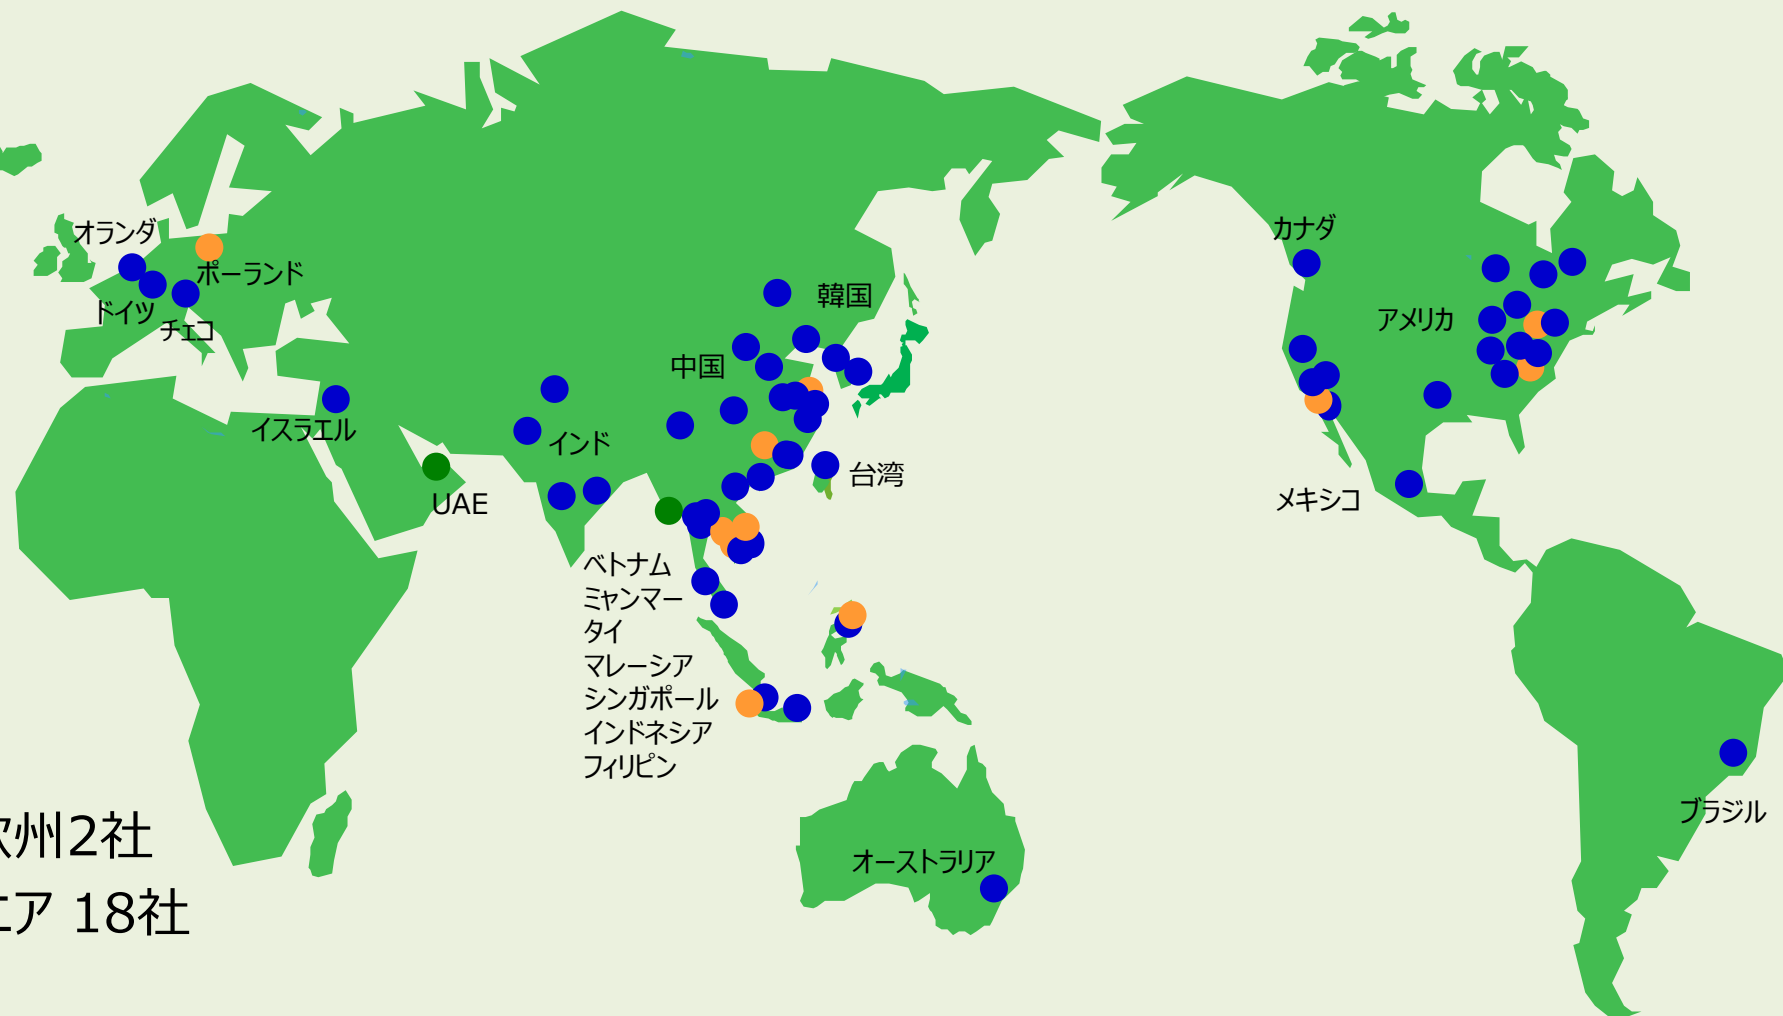 オランダ
ポーランド
ドイツ
チェコ
イスラエル
UAE
インド
中国
韓国
台湾
ベトナム
ミャンマー
タイ
マレーシア
シンガポール
インドネシア
フィリピン
オーストラリア
カナダ
アメリカ
メキシコ
ブラジル
州2社
ニア 18社